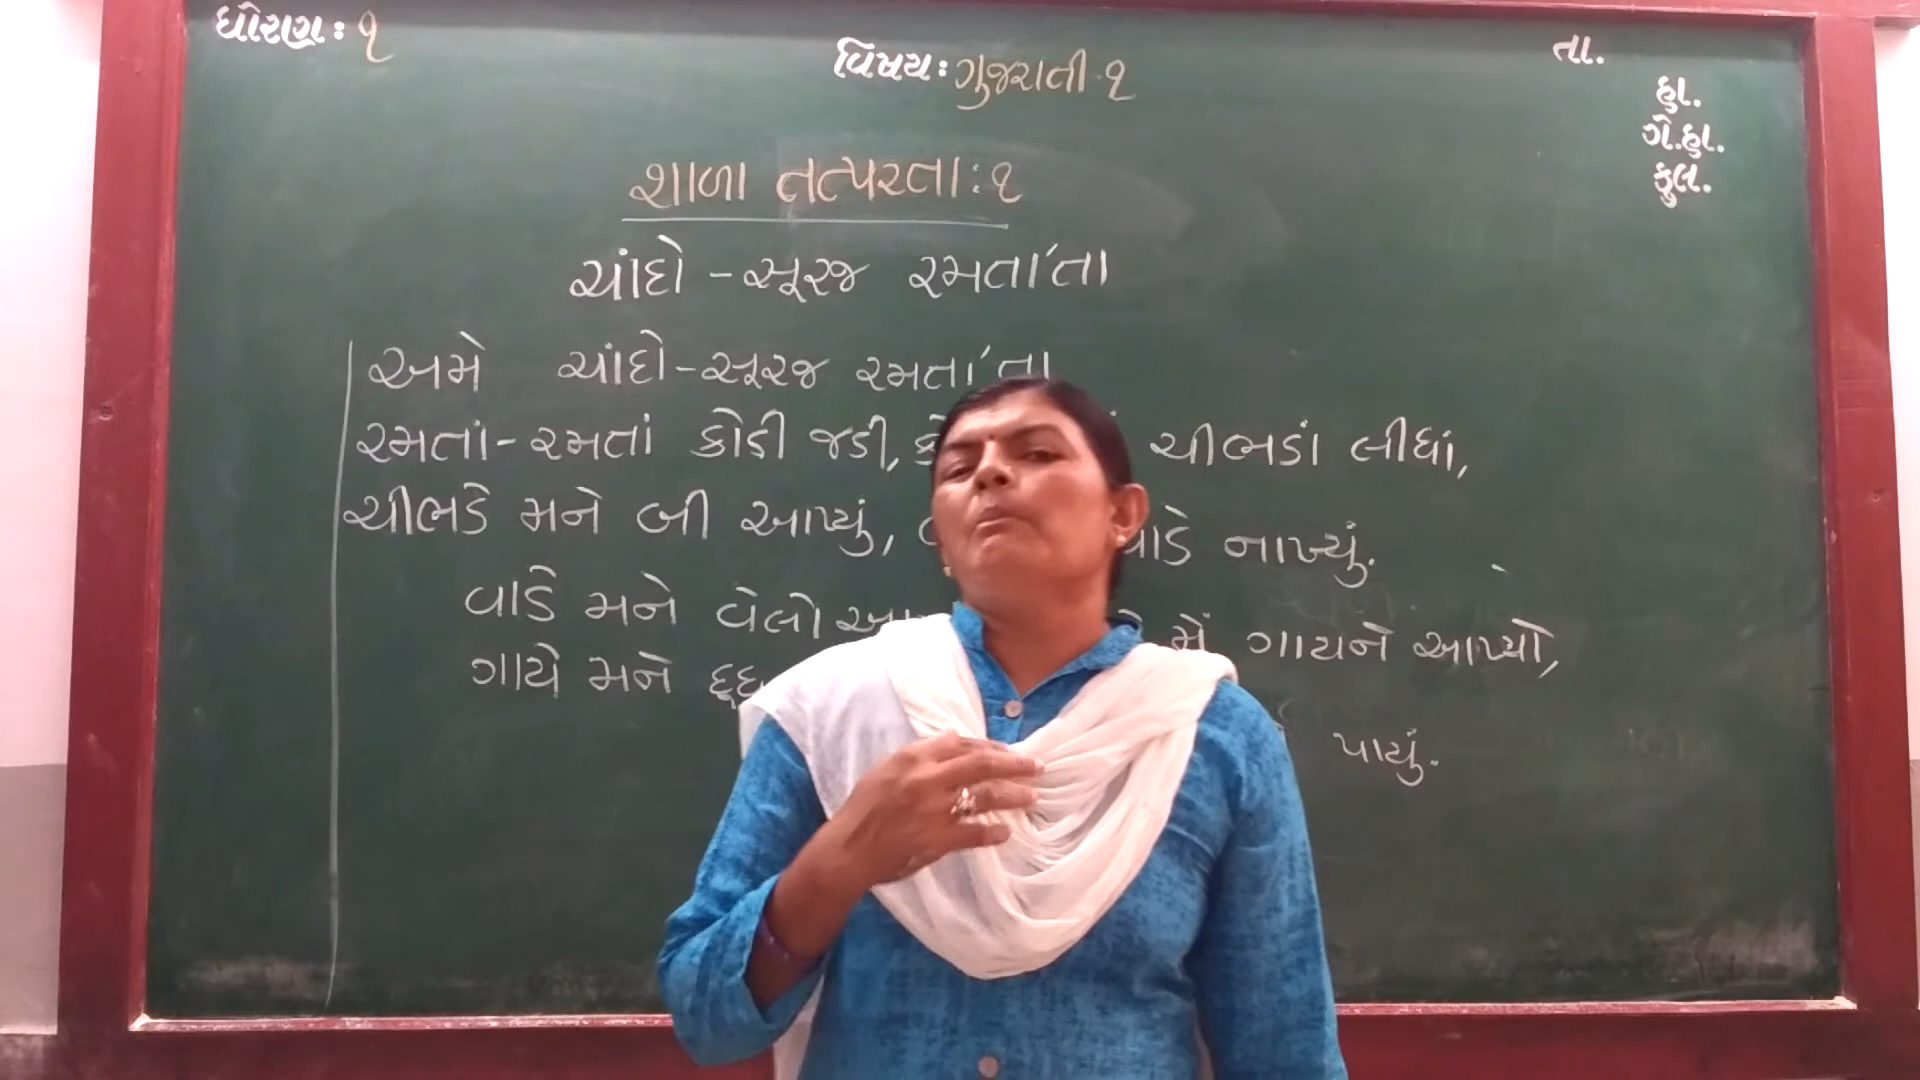 ધોરણ: ૧
વિષય: ગુજરાતી-૧
તા.
હા.
ગે.હા.
કુલ.
શાળા તત્પરતા: ૧
ચાંદો - સૂરજ રમતા'તા
અમે ચાંદો - સૂરજ રમતા'તા
રમતાં - રમતાં કોડી જડી, ચીભડાં લીધાં,
ચીભડે મને બી આપ્યું, નાખ્યું.
વાડે મને વેલો મેં ગાયને આપ્યો,
ગાયે મને
પાયું.